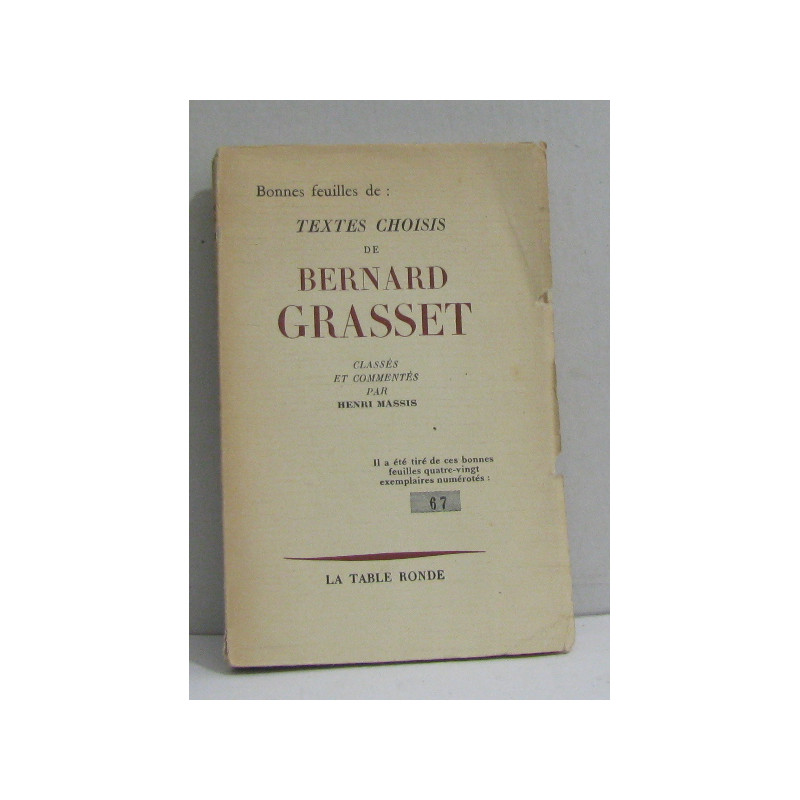 Bonnes feuilles de :
TEXTES CHOISIS
DE
BERNARD
GRASSET
CLASSÉS
ET COMMENTÉS
PAR
HENRI MASSIS
Il a été tiré de ces bonnes
feuilles quatre-vingt
exemplaires numérotés :
67
LA TABLE RONDE